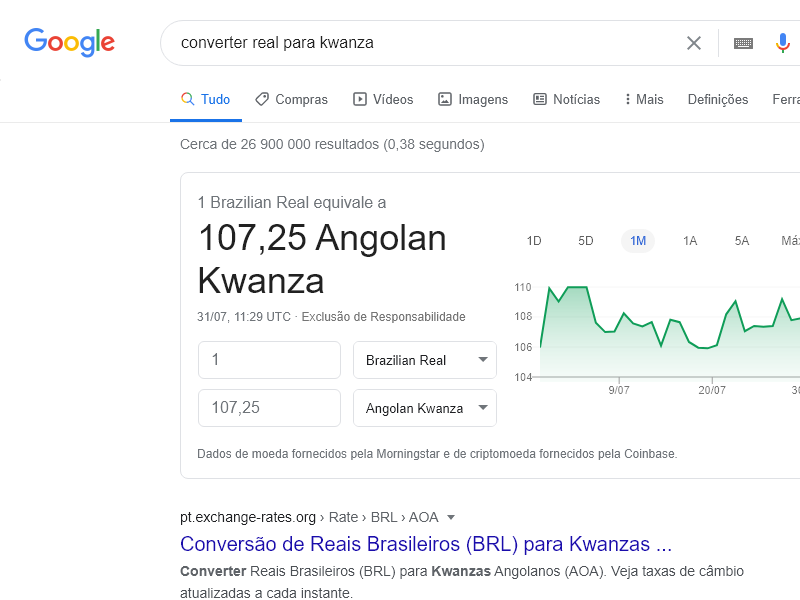 Google
converter real para kwanza
Tudo Compras Vídeos Imagens Notícias Mais Definições
Cerca de 26 900 000 resultados (0,38 segundos)
1 Brazilian Real equivale a
107,25 Angolan
Kwanza
31/07, 11:29 UTC · Exclusão de Responsabilidade
1 Brazilian Real
107,25 Angolan Kwanza
1D 5D 1M 1A 5A
110
108
106
104
9/07 20/07
Dados de moeda fornecidos pela Morningstar e de criptomoeda fornecidos pela Coinbase.
pt.exchange-rates.org › Rate › BRL › AOA
Conversão de Reais Brasileiros (BRL) para Kwanzas ...
Converter Reais Brasileiros (BRL) para Kwanzas Angolanos (AOA). Veja taxas de câmbio
atualizadas a cada instante.